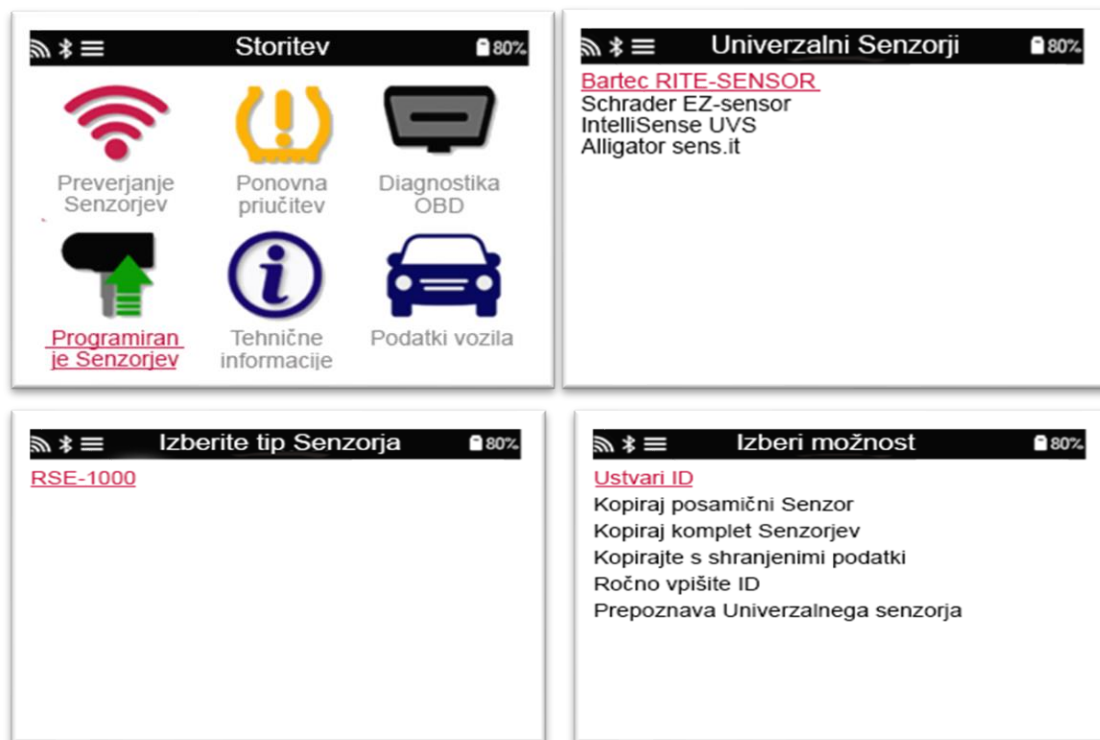 Storitev
80%
Preverjanje
Senzorjev
Ponovna
priučitev
Diagnostika
OBD
Programiran
je Senzorjev
Tehnične
informacije
Podatki vozila
Univerzalni Senzorji
80%
Bartec RITE-SENSOR
Schrader EZ-sensor
IntelliSense UVS
Alligator sens.it
Izberite tip Senzorja
80%
RSE-1000
Izberi možnost
80%
Ustvari ID
Kopiraj posamični Senzor
Kopiraj komplet Senzorjev
Kopirajte s shranjenimi podatki
Ročno vpišite ID
Prepoznava Univerzalnega senzorja